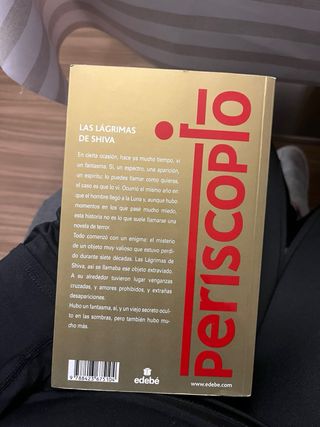 LAS LÁGRIMAS
DE SHIVA
En cierta ocasión, hace ya mucho tiempo, vi
un fantasma. Sí, un espectro, una aparición,
un espíritu; lo puedes llamar como quieras,
el caso es que lo vi. Ocurrió el mismo año en
que el hombre llegó a la Luna y, aunque hubo
momentos en los que pasé mucho miedo,
esta historia no es lo que suele llamarse una
novela de terror.
Todo comenzó con un enigma: el misterio
de un objeto muy valioso que estuvo perdi-
do durante siete décadas. Las Lágrimas de
Shiva, así se llamaba ese objeto extraviado.
A su alrededor tuvieron lugar venganzas
cruzadas, y amores prohibidos, y extrañas
desapariciones.
Hubo un fantasma, sí, y un viejo secreto ocul-
to en las sombras, pero también hubo mu-
cho más.
periscopio
edebé
www.edebe.com